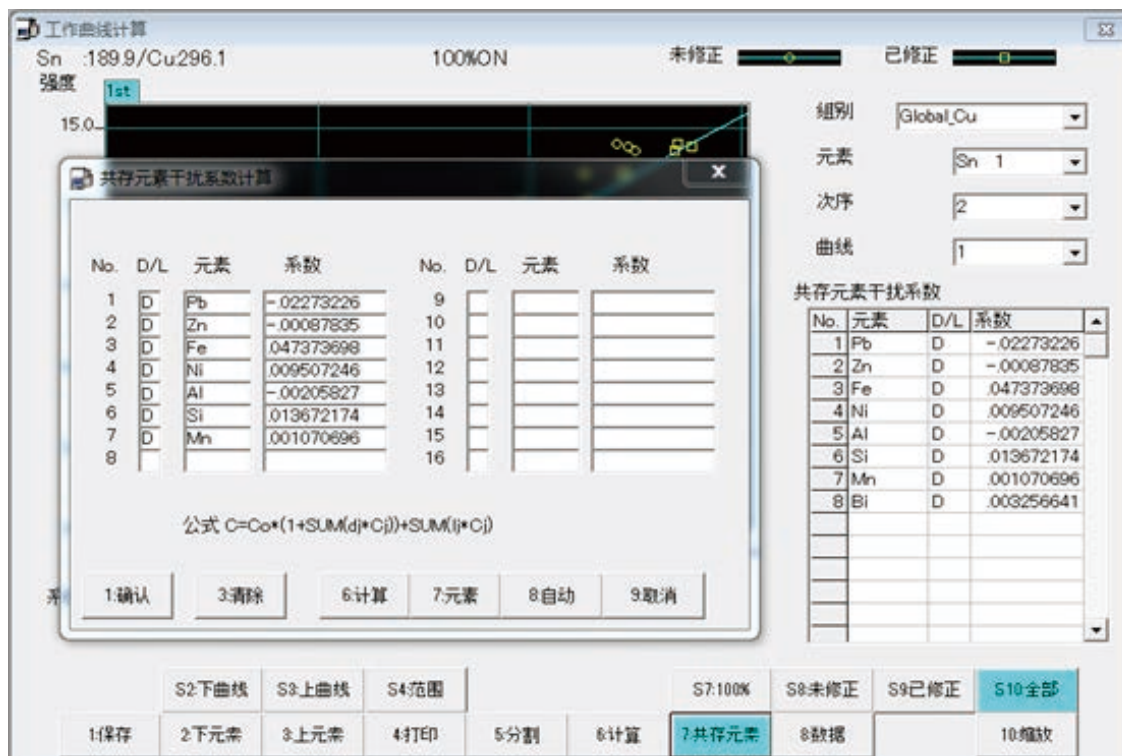 工作曲线计算
Sn :189.9/Cu:296.1 100%ON 未修正 已修正
强度
1st
15.0
组别 Global_Cu
元素 Sn 1
次序 2
曲线 1
共存元素干扰系数计算
No. D/L 元素 系数 No. D/L 元素 系数
1 D Pb -.02273226 9
2 D Zn -.00087835 10
3 D Fe .047373698 11
4 D Ni .009507246 12
5 D Al -.00205827 13
6 D Si .013672174 14
7 D Mn .001070696 15
8 16
公式 C=Co*(1+SUM(dj*Cj))+SUM(lj*Cj)
1:确认 3:清除 6:计算 7:元素 8:自动 9:取消
共存元素干扰系数
No. 元素 D/L 系数
1 Pb D -.02273226
2 Zn D -.00087835
3 Fe D .047373698
4 Ni D .009507246
5 Al D -.00205827
6 Si D .013672174
7 Mn D .001070696
8 Bi D .003256641
系
S2:下曲线 S3:上曲线 S4:范围 S7:100% S8:未修正 S9:已修正 S10:全部
1:保存 2:下元素 3:上元素 4:打印 5:分割 6:计算 7:共存元素 8:数据 10:缩放